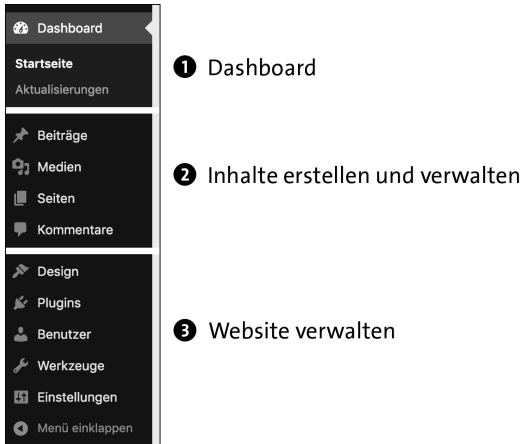 Dashboard
Startseite
Aktualisierungen
❶ Dashboard
Beiträge
Medien
Seiten
Kommentare
❷ Inhalte erstellen und verwalten
Design
Plugins
Benutzer
Werkzeuge
Einstellungen
Menü einklappen
❸ Website verwalten